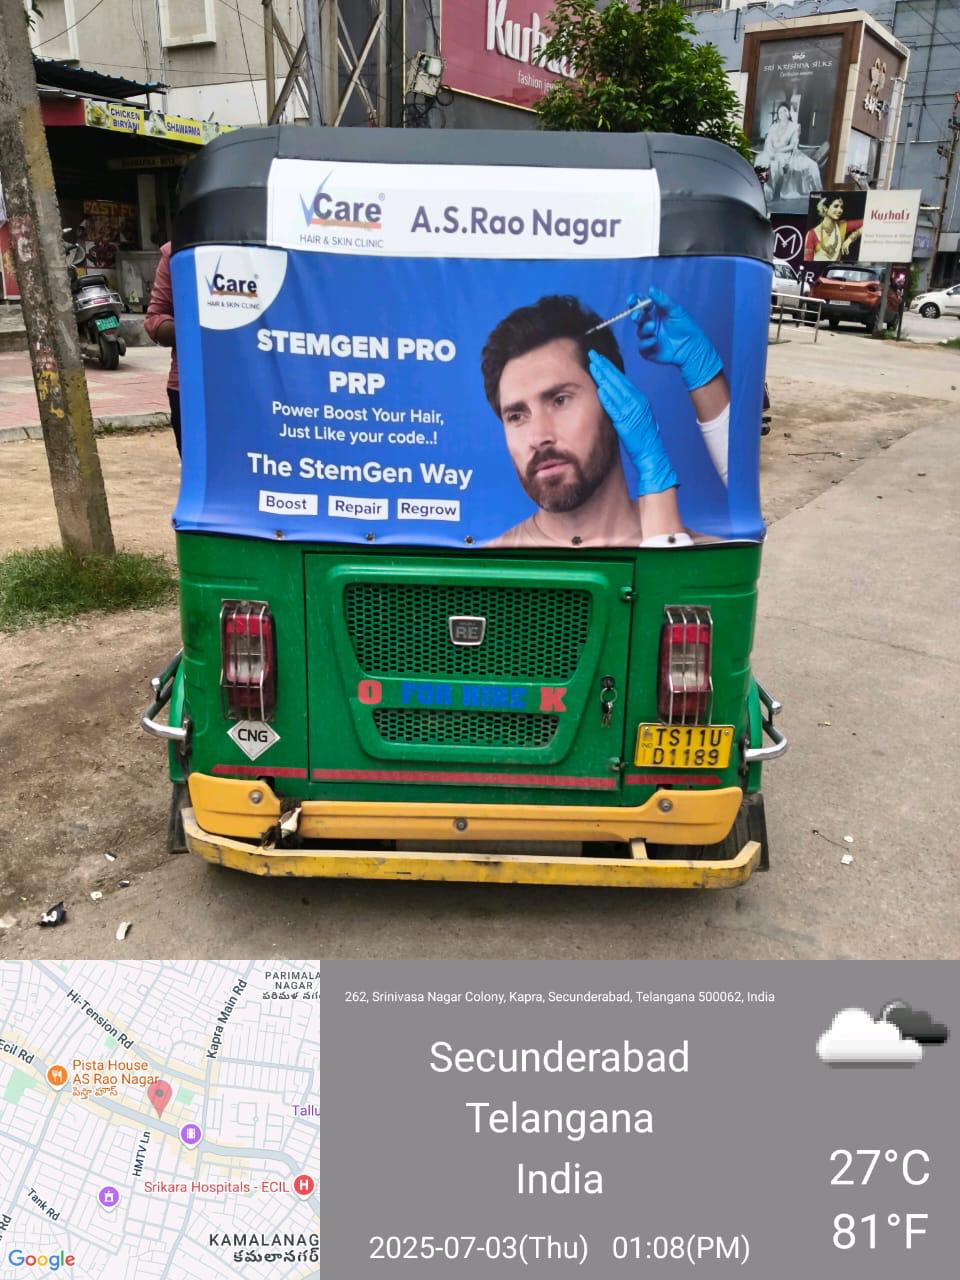 Kush
fashion je
SRI KRISHNA SILKS
CHICKEN
BIRYANI
SHAWARMA
Kushal's
VCare®
HAIR & SKIN CLINIC
A.S.Rao Nagar
VCare®
HAIR & SKIN CLINIC
STEMGEN PRO
PRP
Power Boost Your Hair,
Just Like your code..!
The StemGen Way
Boost Repair Regrow
RE
O FOR HIRE K
CNG
TS11U
D1189
PARIMALA
NAGAR
పరిమళ నగ
Hi-Tension Rd
Kapra Main Rd
Ecil Rd
Pista House
AS Rao Nagar
పిస్తా హౌస్
Tallu
HMTV Ln
Srikara Hospitals - ECIL
H
Tank Rd
KAMALANAG
కమలానగర్
Google
262, Srinivasa Nagar Colony, Kapra, Secunderabad, Telangana 500062, India
Secunderabad
Telangana
India
2025-07-03(Thu) 01:08(PM)
27°C
81°F